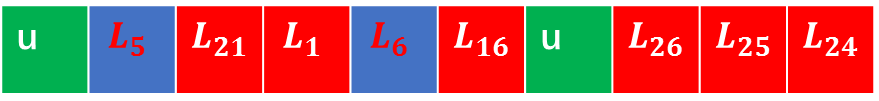 u L₅ L₂₁ L₁ L₆ L₁₆ u L₂₆ L₂₅ L₂₄